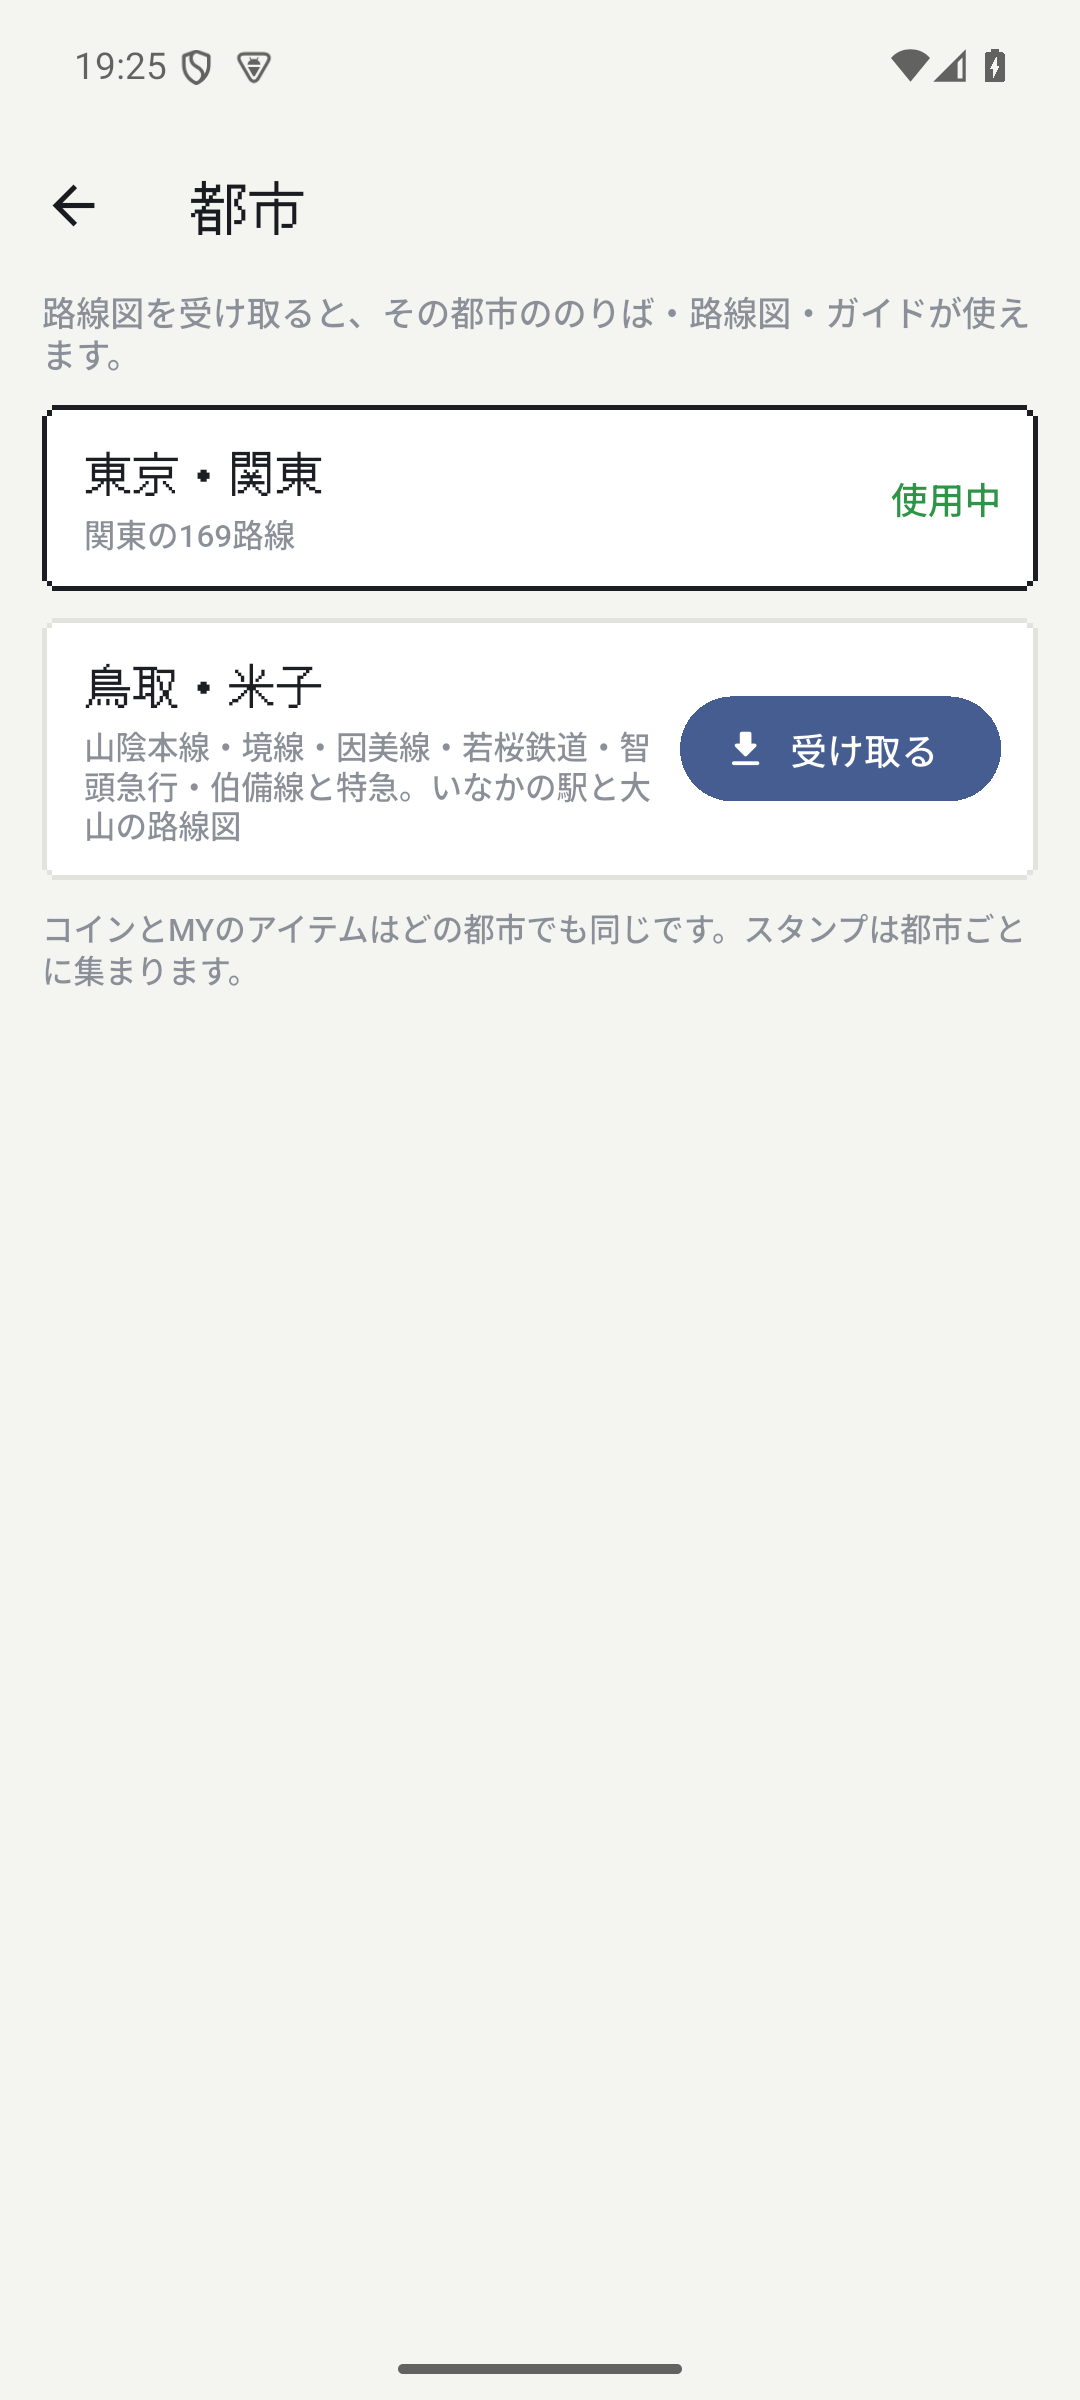 19:25
都市
路線図を受け取ると、その都市ののりば・路線図・ガイドが使え
ます。
東京・関東
関東の169路線
使用中
鳥取・米子
山陰本線・境線・因美線・若桜鉄道・智
頭急行・伯備線と特急。いなかの駅と大
山の路線図
受け取る
コインとMYのアイテムはどの都市でも同じです。スタンプは都市ごと
に集まります。